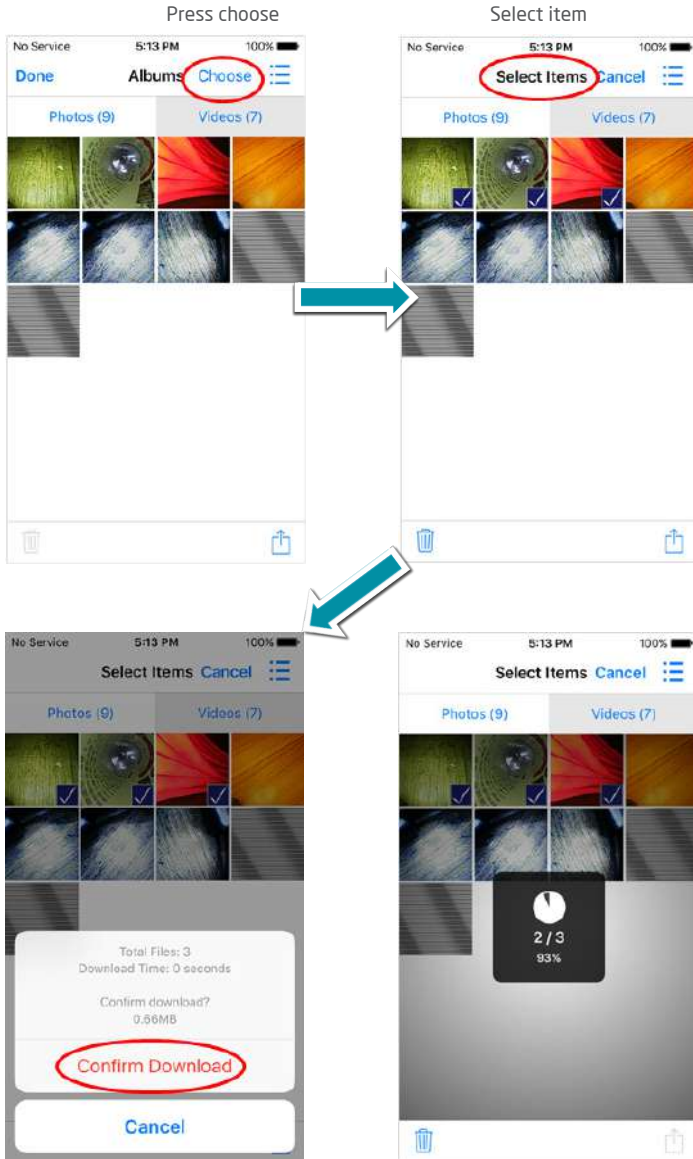 Press choose
Select item
No Service 5:13 PM 100%
Done Albums Choose
Photos (9) Videos (7)
No Service 5:13 PM 100%
Select Items Cancel
Photos (9) Videos (7)
No Service 5:13 PM 100%
Select Items Cancel
Photos (9) Videos (7)
Total Files: 3
Download Time: 0 seconds
Confirm download?
0.56MB
Confirm Download
Cancel
No Service 5:13 PM 100%
Select Items Cancel
Photos (9) Videos (7)
2 / 3
93%